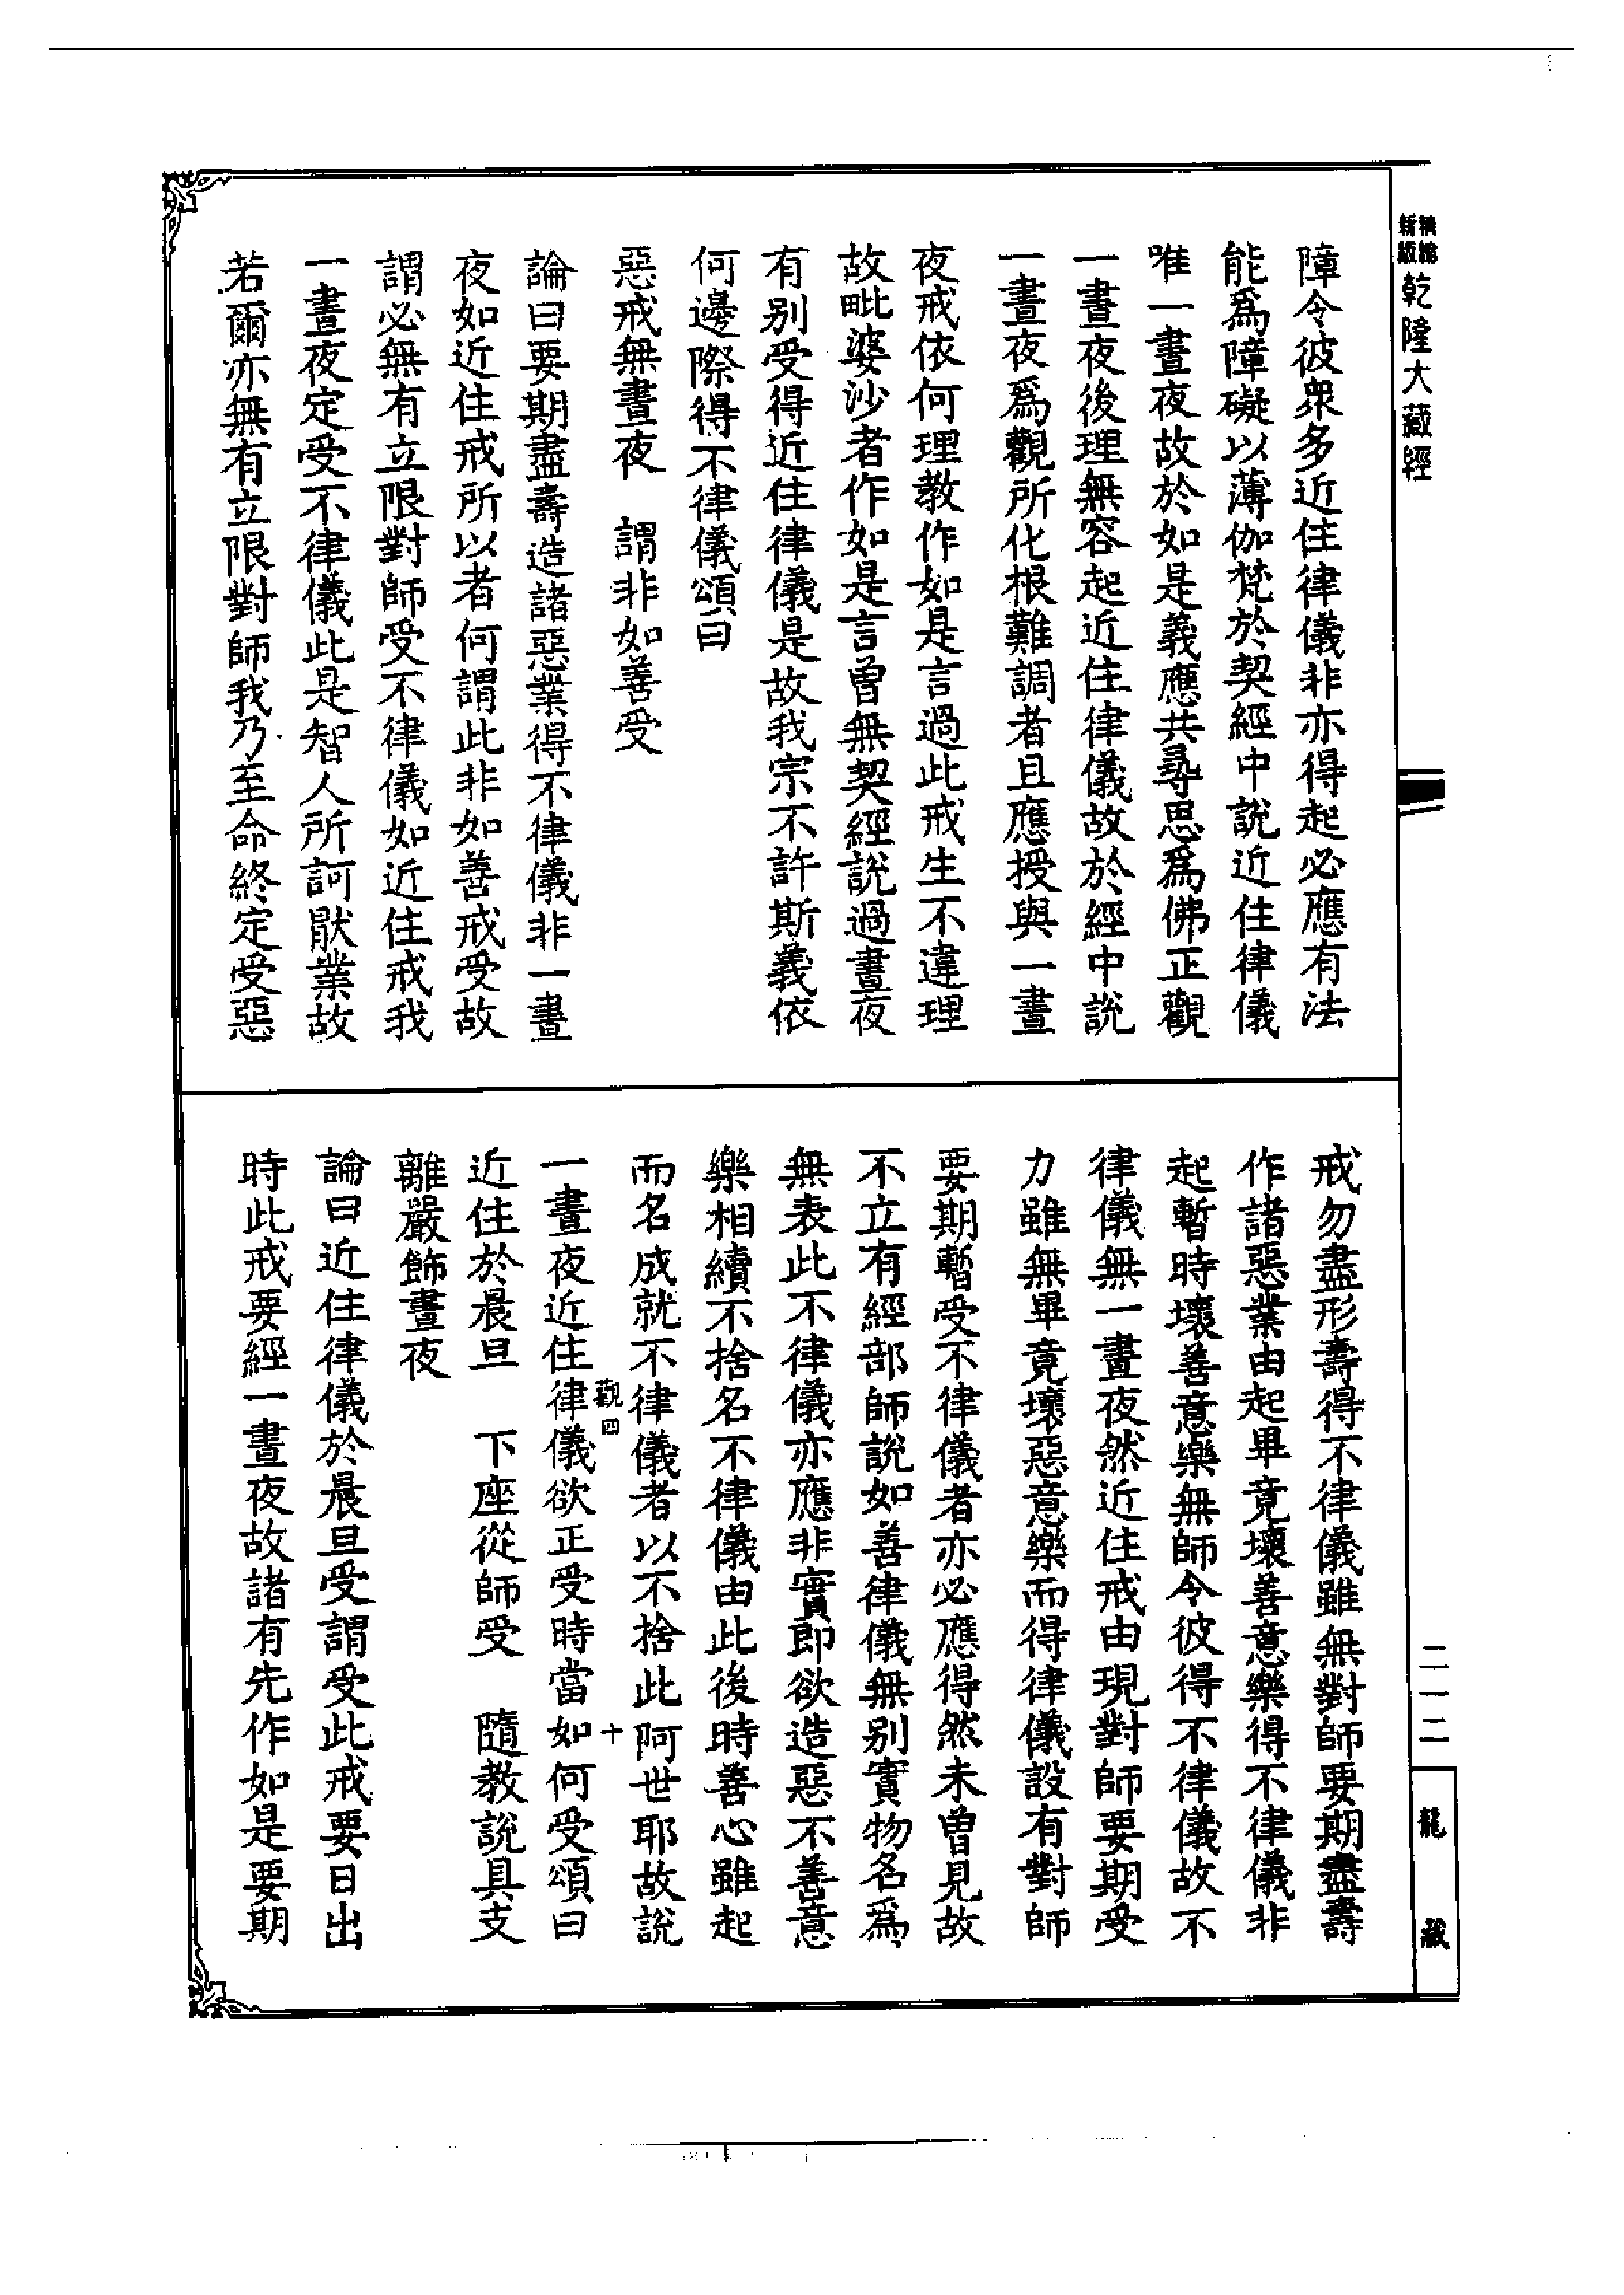 精縮新版乾隆大藏經
障令彼衆多近住律儀非亦得起必應有法
能爲障礙以薄伽梵於契經中說近住律儀
唯一晝夜故於如是義應共尋思爲佛正觀
一晝夜後理無容起近住律儀故於經中說
一晝夜爲觀所化根難調者且應授與一晝
夜戒依何理教作如是言過此戒生不違理
故毗婆沙者作如是言曾無契經說過晝夜
有別受得近住律儀是故我宗不許斯義依
何邊際得不律儀頌曰
惡戒無晝夜　謂非如善受
論曰要期盡壽造諸惡業得不律儀非一晝
夜如近住戒所以者何謂此非如善戒受故
謂必無有立限對師受不律儀如近住戒我
一晝夜定受不律儀此是智人所訶猒業故
若爾亦無有立限對師我乃至命終定受惡
戒勿盡形壽得不律儀雖無對師要期盡壽
作諸惡業由起畢竟壞善意樂得不律儀非
起暫時壞善意樂無師令彼得不律儀故不
律儀無一晝夜然近住戒由現對師要期受
力雖無畢竟壞惡意樂而得律儀設有對師
要期暫受不律儀者亦必應得然未曾見故
不立有經部師說如善律儀無別實物名爲
無表此不律儀亦應非實即欲造惡不善意
樂相續不捨名不律儀由此後時善心雖起
而名成就不律儀者以不捨此阿世耶故說
觀四　十
一晝夜近住律儀欲正受時當如何受頌曰
近住於晨旦　下座從師受　隨教說具支
離嚴飾晝夜
論曰近住律儀於晨旦受謂受此戒要日出
時此戒要經一晝夜故諸有先作如是要期
二一二
龍藏